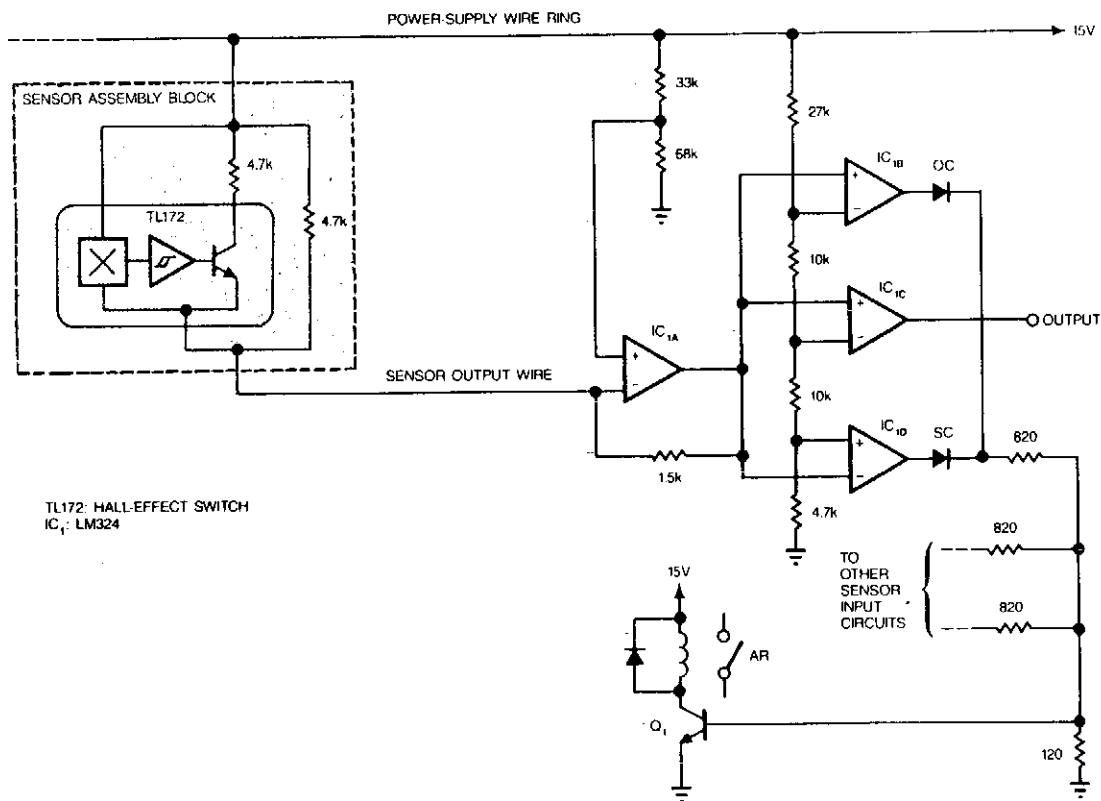 POWER-SUPPLY WIRE RING
15V
SENSOR ASSEMBLY BLOCK
4.7k
TL172
4.7k
33k
68k
27k
IC1B
OC
10k
IC1C
OUTPUT
IC1A
SENSOR OUTPUT WIRE
10k
IC1D
SC
820
1.5k
4.7k
TL172: HALL-EFFECT SWITCH
IC1: LM324
820
TO
OTHER
SENSOR
INPUT
CIRCUITS
820
15V
AR
Q1
120
+
−
+
−
+
−
+
−